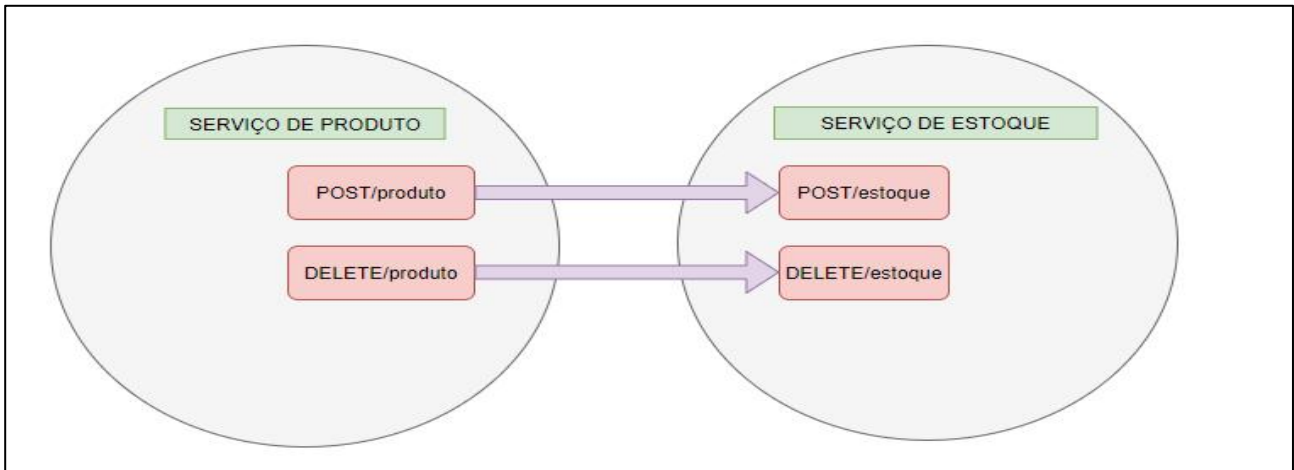 SERVIÇO DE PRODUTO
POST/produto
DELETE/produto
SERVIÇO DE ESTOQUE
POST/estoque
DELETE/estoque